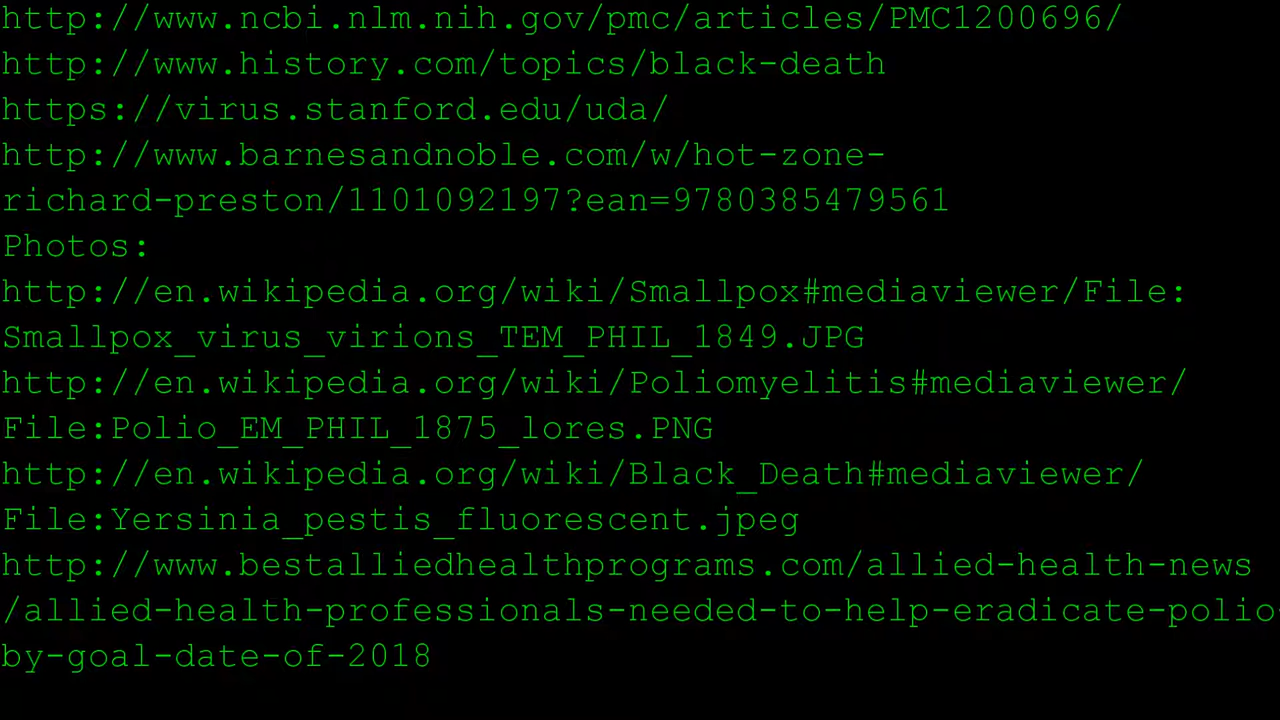 http://www.ncbi.nlm.nih.gov/pmc/articles/PMC1200696/
http://www.history.com/topics/black-death
https://virus.stanford.edu/uda/
http://www.barnesandnoble.com/w/hot-zone-
richard-preston/1101092197?ean=9780385479561
Photos:
http://en.wikipedia.org/wiki/Smallpox#mediaviewer/File:
Smallpox_virus_virions_TEM_PHIL_1849.JPG
http://en.wikipedia.org/wiki/Poliomyelitis#mediaviewer/
File:Polio_EM_PHIL_1875_lores.PNG
http://en.wikipedia.org/wiki/Black_Death#mediaviewer/
File:Yersinia_pestis_fluorescent.jpeg
http://www.bestalliedhealthprograms.com/allied-health-news
/allied-health-professionals-needed-to-help-eradicate-polio
by-goal-date-of-2018